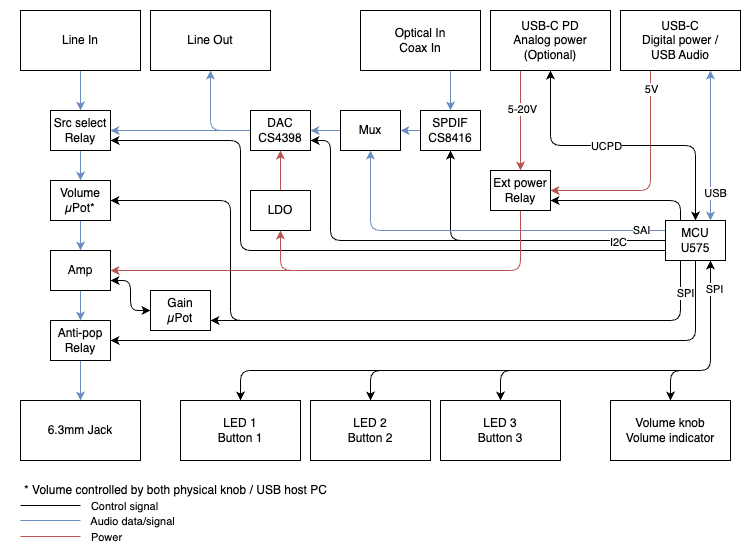 Line In
Line Out
Optical In
Coax In
USB-C PD
Analog power
(Optional)
USB-C
Digital power /
USB Audio
5V
5-20V
Src select
Relay
DAC
CS4398
Mux
SPDIF
CS8416
UCPD
Volume
µPot*
LDO
Ext power
Relay
USB
SAI
I2C
MCU
U575
Amp
Gain
µPot
SPI
SPI
Anti-pop
Relay
6.3mm Jack
LED 1
Button 1
LED 2
Button 2
LED 3
Button 3
Volume knob
Volume indicator
* Volume controlled by both physical knob / USB host PC
Control signal
Audio data/signal
Power